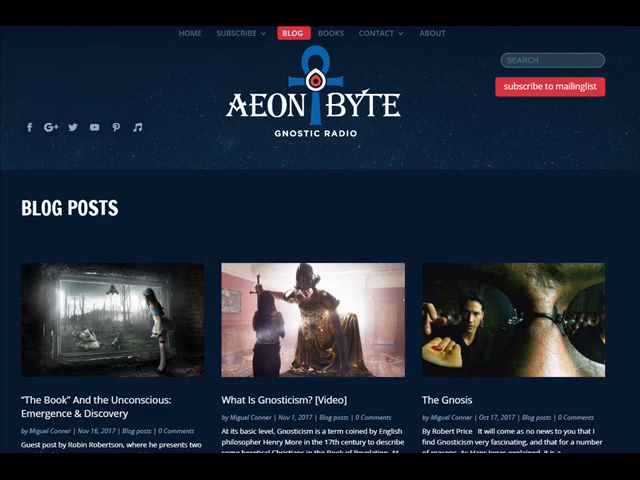 HOME SUBSCRIBE BLOG BOOKS CONTACT ABOUT
SEARCH
subscribe to mailinglist
AEON BYTE
GNOSTIC RADIO
BLOG POSTS
“The Book” And the Unconscious:
Emergence & Discovery
by Miguel Conner | Nov 16, 2017 | Blog posts | 0 Comments
Guest post by Robin Robertson, where he presents two
What Is Gnosticism? [Video]
by Miguel Conner | Nov 1, 2017 | Blog posts | 0 Comments
At its basic level, Gnosticism is a term coined by English
philosopher Henry More in the 17th century to describe
some heretical Christians in the Book of Revelation. At
The Gnosis
by Miguel Conner | Oct 17, 2017 | Blog posts | 0 Comments
By Robert Price It will come as no news to you that I
find Gnosticism very fascinating, and that for a number
of reasons. As Hans Jonas explained, it is a